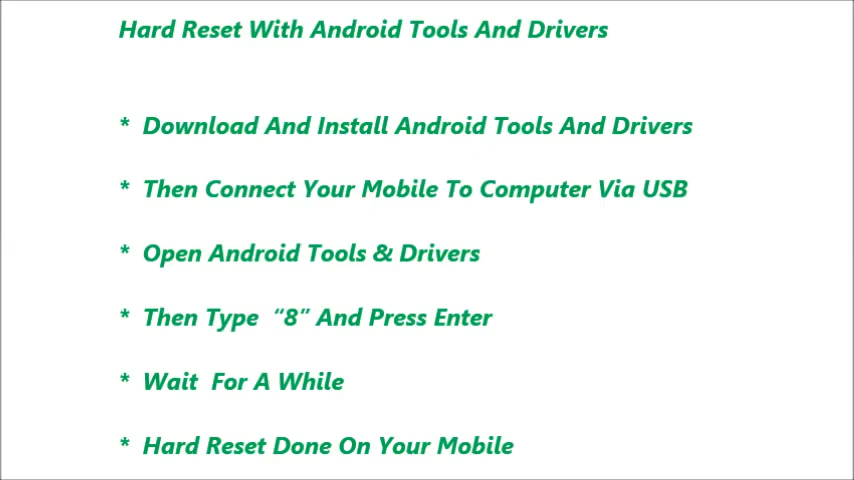 Hard Reset With Android Tools And Drivers
* Download And Install Android Tools And Drivers
* Then Connect Your Mobile To Computer Via USB
* Open Android Tools & Drivers
* Then Type “8” And Press Enter
* Wait For A While
* Hard Reset Done On Your Mobile